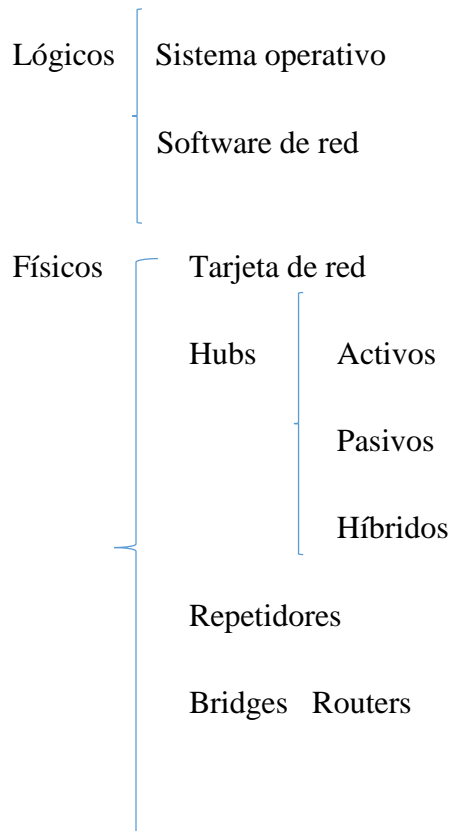 Lógicos Sistema operativo
Software de red
Físicos Tarjeta de red
Hubs Activos
Pasivos
Híbridos
Repetidores
Bridges Routers